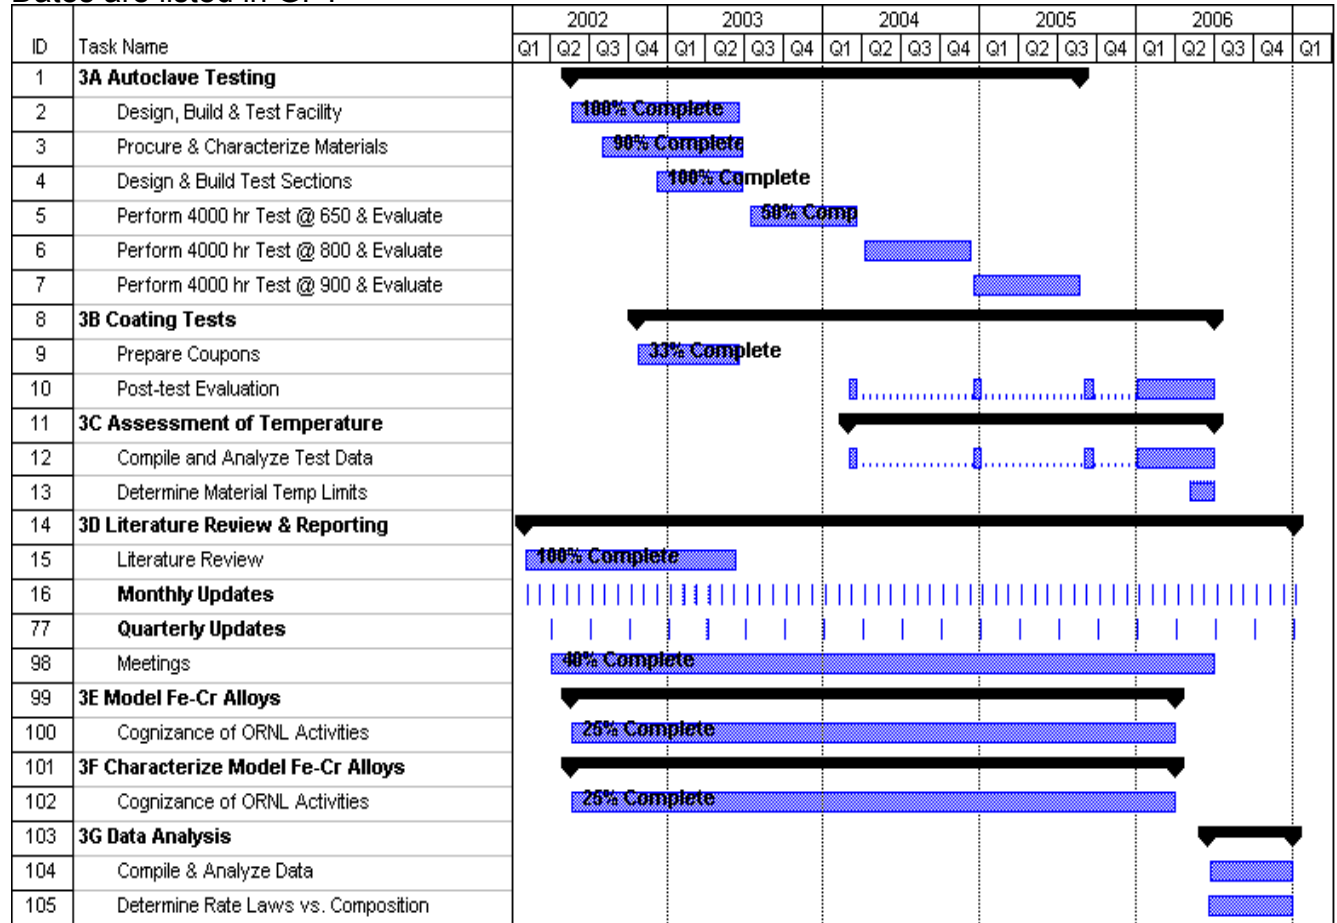 Dates are listed in
2002 2003 2004 2005 2006
ID Task Name Q1 Q2 Q3 Q4 Q1 Q2 Q3 Q4 Q1 Q2 Q3 Q4 Q1 Q2 Q3 Q4 Q1 Q2 Q3 Q4 Q1
1 3A Autoclave Testing
2 Design, Build & Test Facility 100% Complete
3 Procure & Characterize Materials 90% Complete
4 Design & Build Test Sections 100% Complete
5 Perform 4000 hr Test @ 650 & Evaluate 50% Comp
6 Perform 4000 hr Test @ 800 & Evaluate
7 Perform 4000 hr Test @ 900 & Evaluate
8 3B Coating Tests
9 Prepare Coupons 33% Complete
10 Post-test Evaluation
11 3C Assessment of Temperature
12 Compile and Analyze Test Data
13 Determine Material Temp Limits
14 3D Literature Review & Reporting
15 Literature Review 100% Complete
16 Monthly Updates
77 Quarterly Updates
98 Meetings 40% Complete
99 3E Model Fe-Cr Alloys
100 Cognizance of ORNL Activities 25% Complete
101 3F Characterize Model Fe-Cr Alloys
102 Cognizance of ORNL Activities 25% Complete
103 3G Data Analysis
104 Compile & Analyze Data
105 Determine Rate Laws vs. Composition